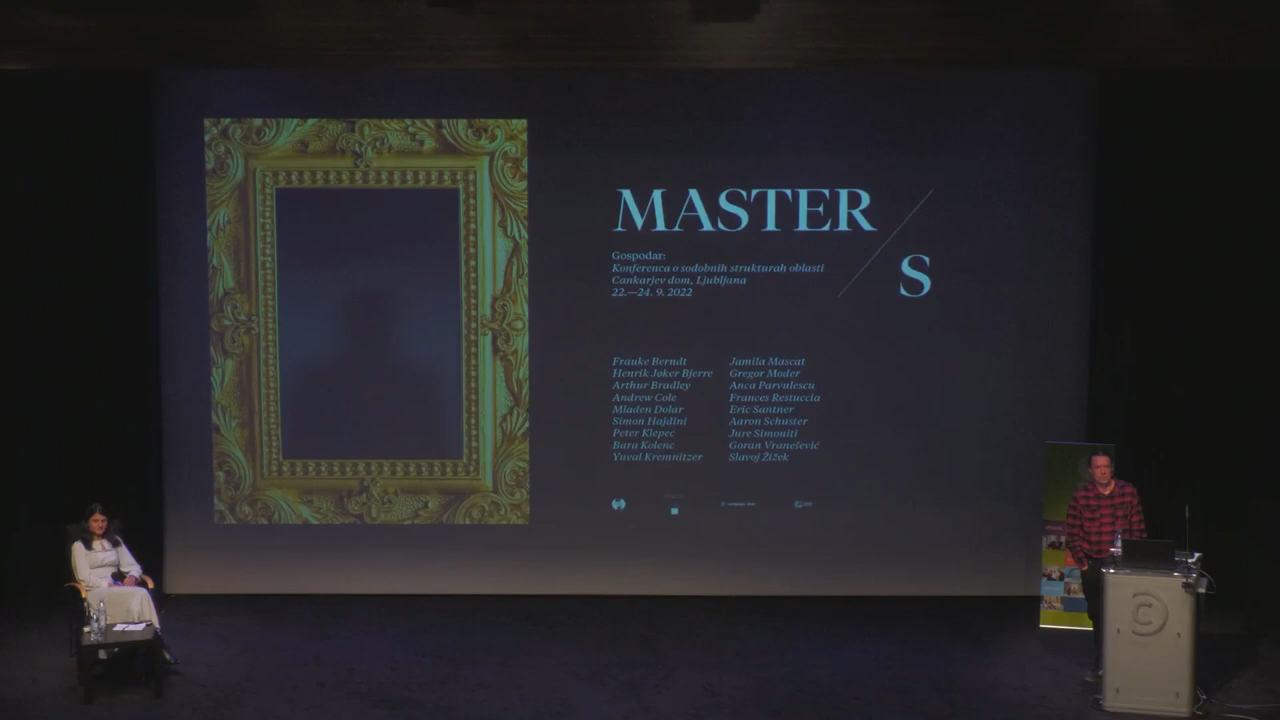 MASTER
S
Gospodar:
Konferenca o sodobnih strukturah oblasti
Cankarjev dom, Ljubljana
22.—24. 9. 2022
Frauke Berndt
Henrik Jøker Bjerre
Arthur Bradley
Andrew Cole
Mladen Dolar
Simon Hajdini
Peter Klepec
Bara Kolenc
Yuval Kremnitzer
Jamila Mascat
Gregor Moder
Anca Parvulescu
Frances Restuccia
Eric Santner
Aaron Schuster
Jure Simoniti
Goran Vranešević
Slavoj Žižek